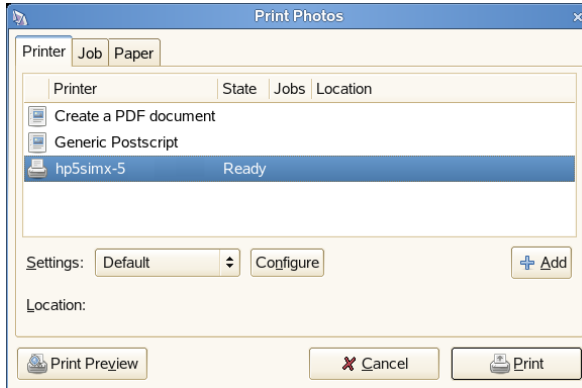 Print Photos
Printer Job Paper
Printer State Jobs Location
Create a PDF document
Generic Postscript
hp5simx-5 Ready
Settings: Default Configure Add
Location:
Print Preview Cancel Print